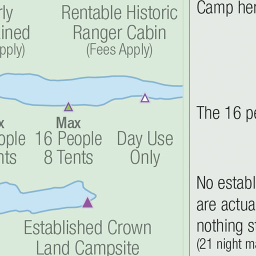 rly
ined
pply)
Rentable Historic
Ranger Cabin
(Fees Apply)
Camp her
x
ople
nts
Max
16 People
8 Tents
Day Use
Only
The 16 pe
Established Crown
Land Campsite
No establ
are actua
nothing s
(21 night ma